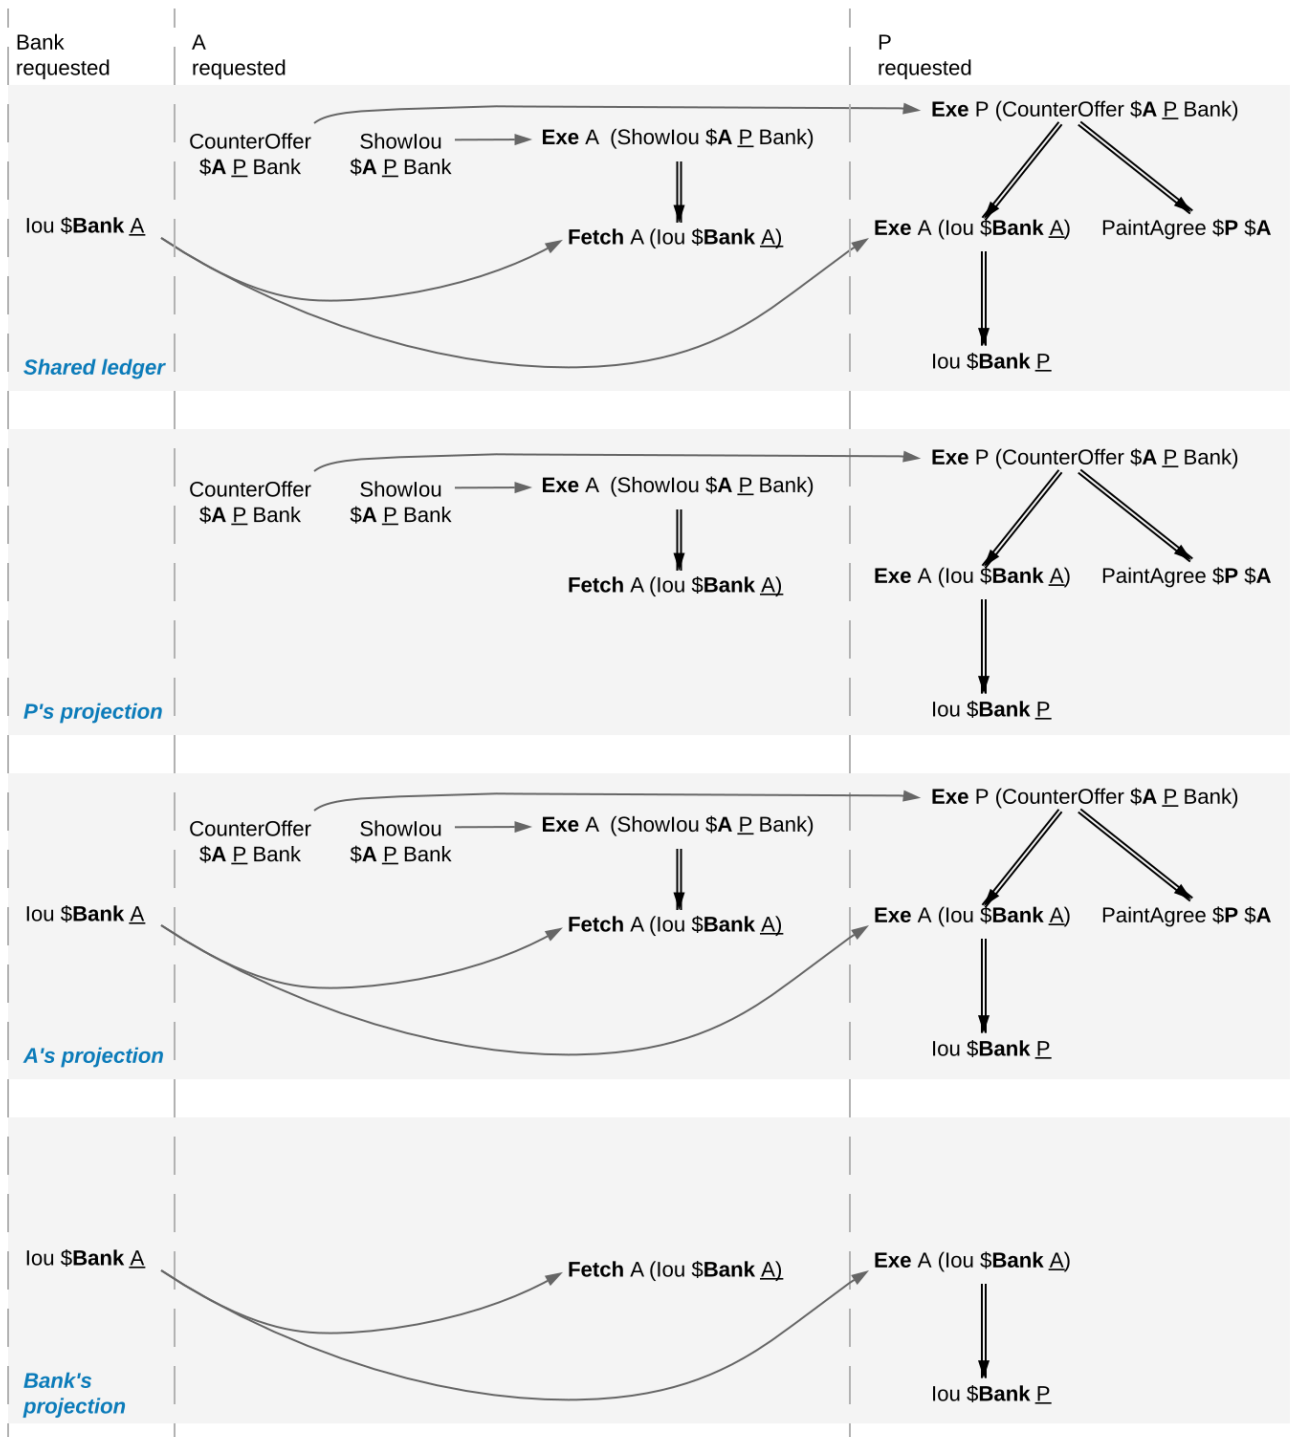 Bank
requested
A
requested
P
requested
Exe P (CounterOffer $A P Bank)
CounterOffer
$A P Bank
ShowIou
$A P Bank
Exe A (ShowIou $A P Bank)
Iou $Bank A
Fetch A (Iou $Bank A)
Exe A (Iou $Bank A)
PaintAgree $P $A
Iou $Bank P
Shared ledger
Exe P (CounterOffer $A P Bank)
CounterOffer
$A P Bank
ShowIou
$A P Bank
Exe A (ShowIou $A P Bank)
Fetch A (Iou $Bank A)
Exe A (Iou $Bank A)
PaintAgree $P $A
Iou $Bank P
P's projection
Exe P (CounterOffer $A P Bank)
CounterOffer
$A P Bank
ShowIou
$A P Bank
Exe A (ShowIou $A P Bank)
Iou $Bank A
Fetch A (Iou $Bank A)
Exe A (Iou $Bank A)
PaintAgree $P $A
Iou $Bank P
A's projection
Iou $Bank A
Fetch A (Iou $Bank A)
Exe A (Iou $Bank A)
Iou $Bank P
Bank's
projection